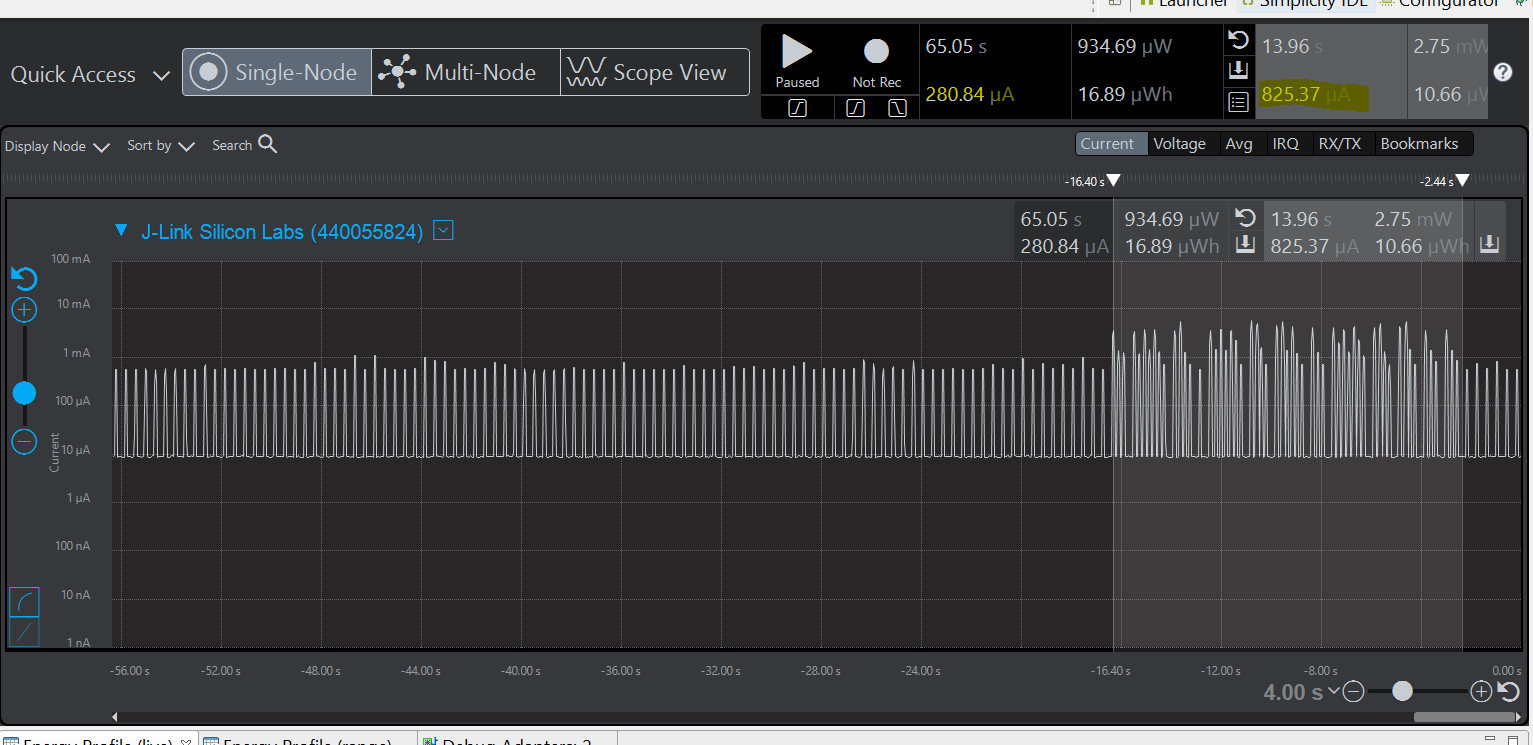 Launcher Simplicity IDE Configurator
Quick Access Single-Node Multi-Node Scope View
Paused Not Rec
65.05 s 934.69 µW 13.96 s 2.75 mW
280.84 µA 16.89 µWh 825.37 µA 10.66 µW
?
Display Node Sort by Search
Current Voltage Avg IRQ RX/TX Bookmarks
-16.40 s -2.44 s
J-Link Silicon Labs (440055824)
65.05 s 934.69 µW 13.96 s 2.75 mW
280.84 µA 16.89 µWh 825.37 µA 10.66 µWh
100 mA
10 mA
1 mA
100 µA
10 µA
1 µA
100 nA
10 nA
1 nA
Current
-56.00 s -52.00 s -48.00 s -44.00 s -40.00 s -36.00 s -32.00 s -28.00 s -24.00 s -16.40 s -12.00 s -8.00 s 0.00 s
4.00 s
Energy Profile (live) Energy Profile (range) Debug Adapters: 2